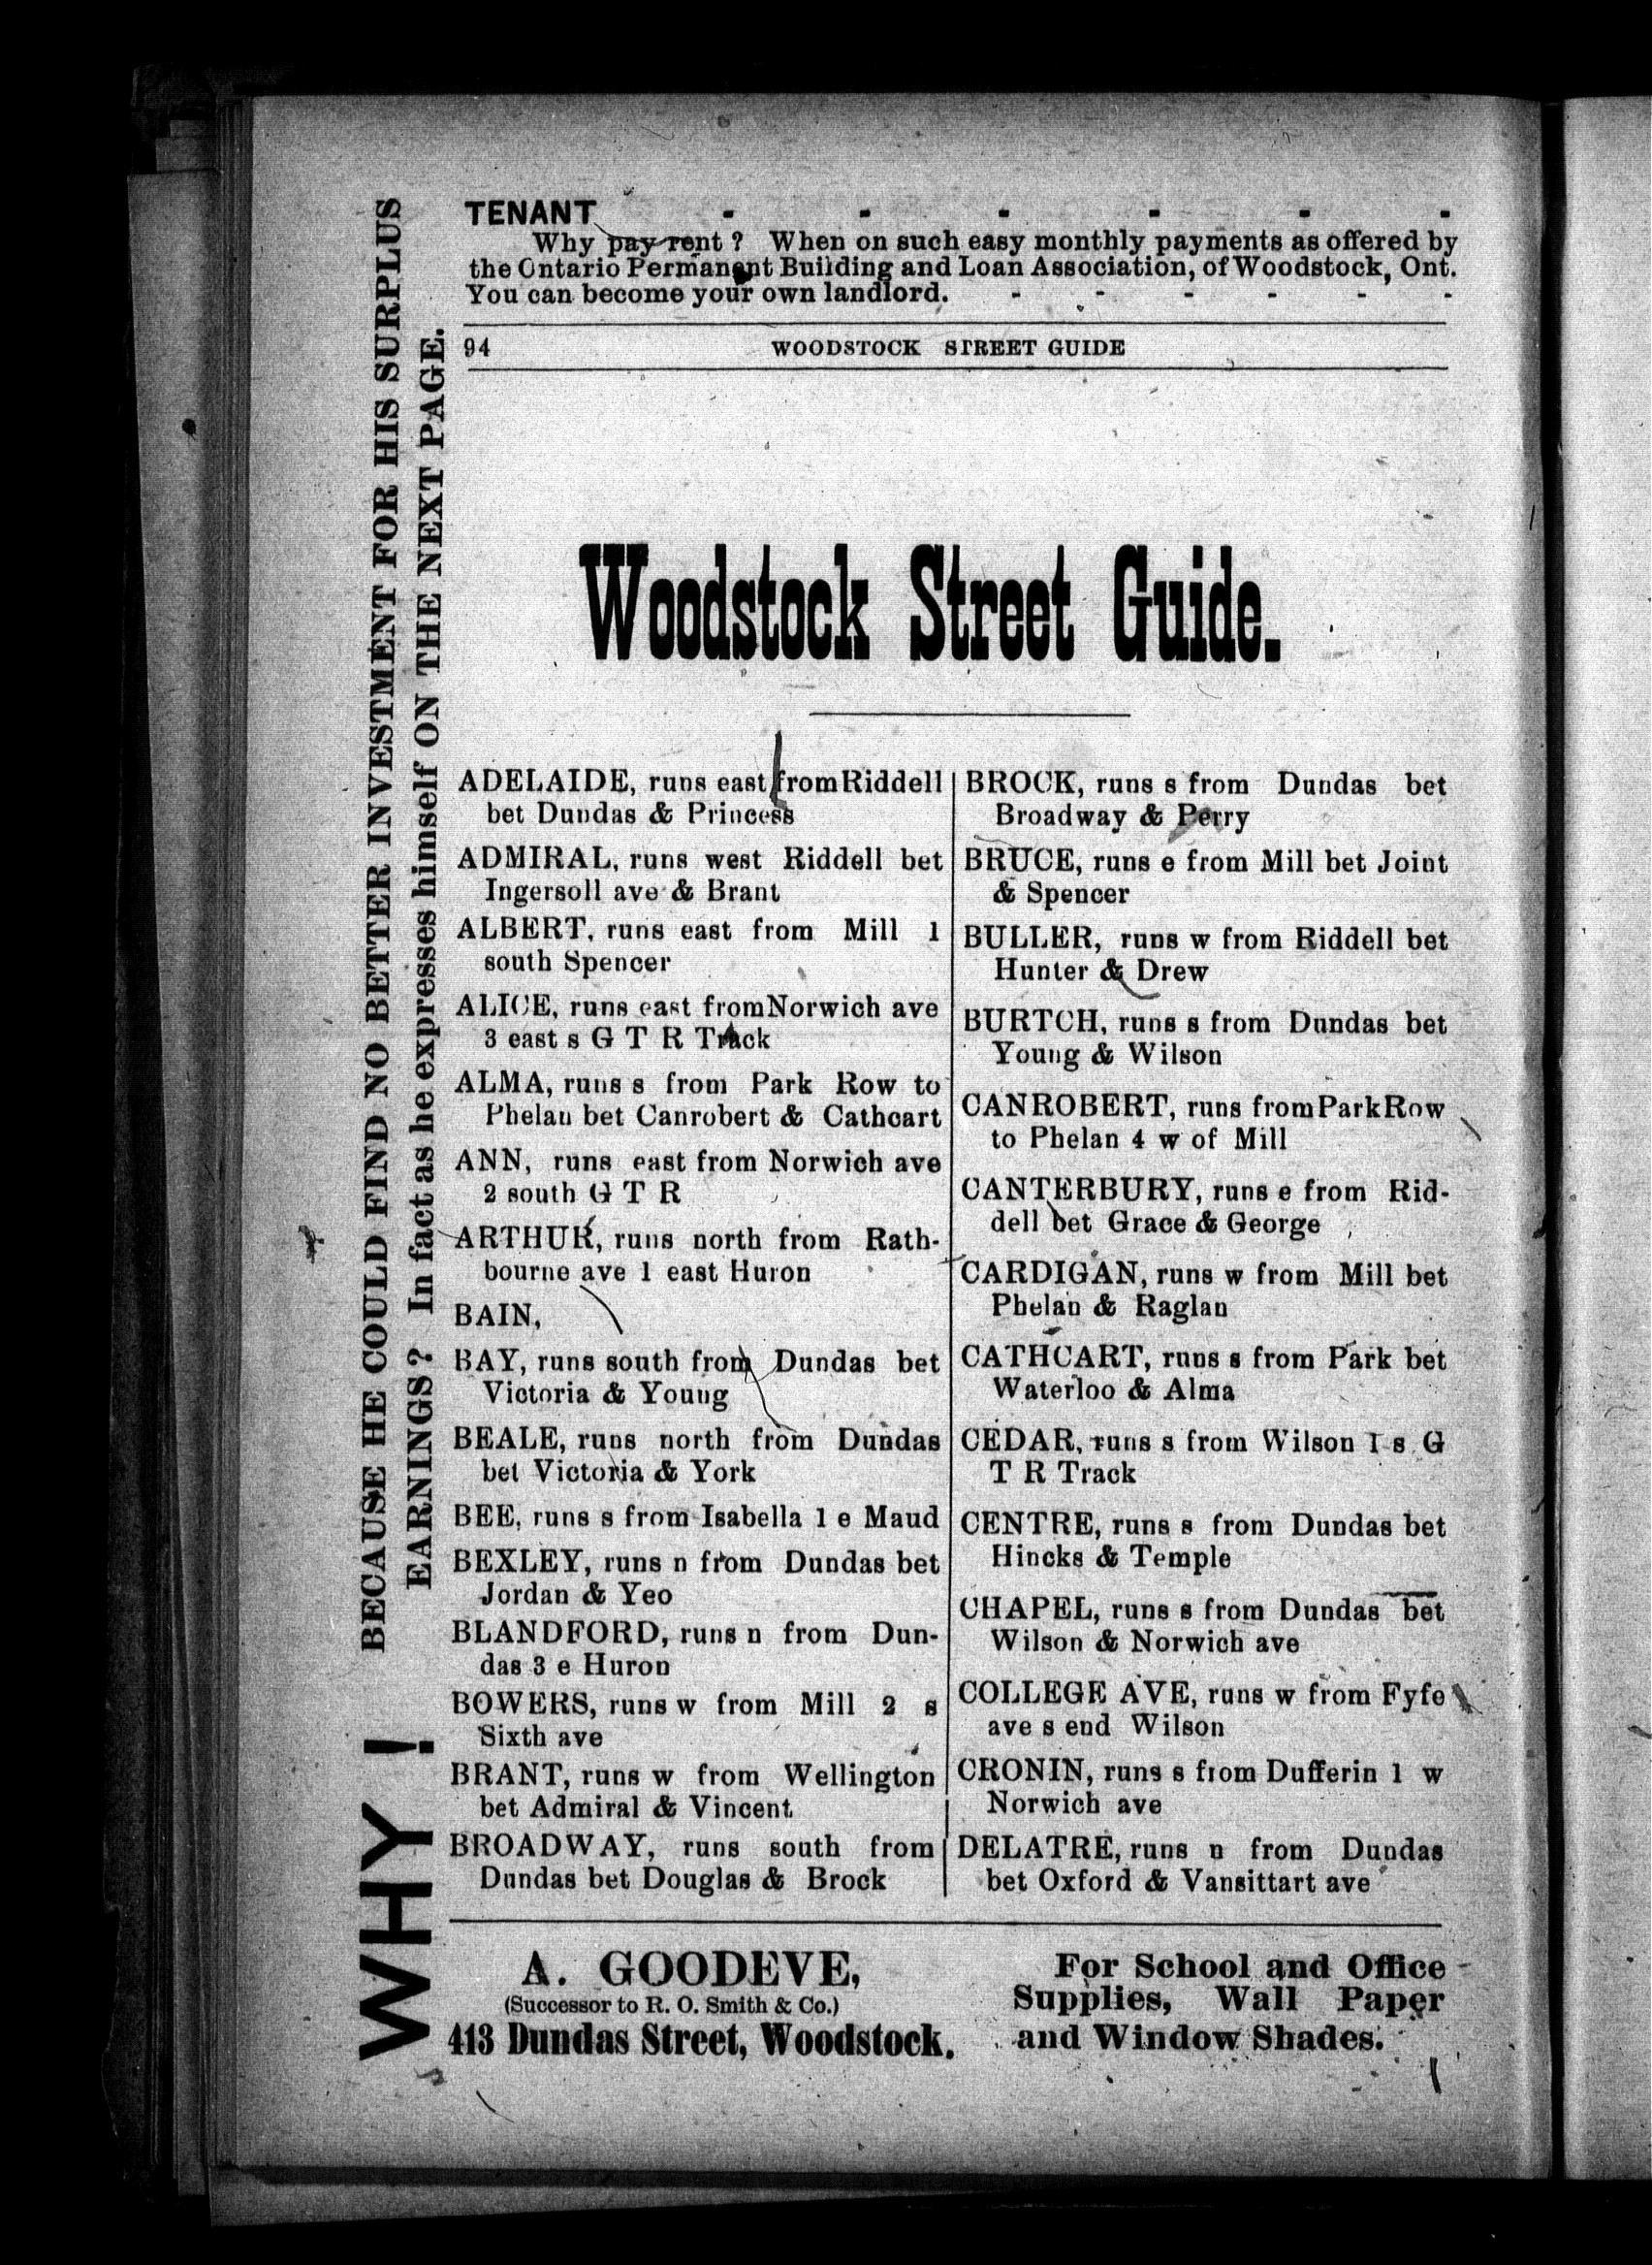 TENANT - - - - - -
Why pay rent ? When on such easy monthly payments as offered by
the Ontario Permanent Building and Loan Association, of Woodstock, Ont.
You can become your own landlord. - - - - - -
94 WOODSTOCK STREET GUIDE
Woodstock Street Guide.
ADELAIDE, runs east from Riddell
bet Dundas & Princess
ADMIRAL, runs west Riddell bet
Ingersoll ave & Brant
ALBERT, runs east from Mill 1
south Spencer
ALICE, runs east from Norwich ave
3 east s G T R Track
ALMA, runs s from Park Row to
Phelan bet Canrobert & Cathcart
ANN, runs east from Norwich ave
2 south G T R
ARTHUR, runs north from Rath-
bourne ave 1 east Huron
BAIN,
BAY, runs south from Dundas bet
Victoria & Young
BEALE, runs north from Dundas
bet Victoria & York
BEE, runs s from Isabella 1 e Maud
BEXLEY, runs n from Dundas bet
Jordan & Yeo
BLANDFORD, runs n from Dun-
das 3 e Huron
BOWERS, runs w from Mill 2 s
Sixth ave
BRANT, runs w from Wellington
bet Admiral & Vincent
BROADWAY, runs south from
Dundas bet Douglas & Brock
BROCK, runs s from Dundas bet
Broadway & Perry
BRUCE, runs e from Mill bet Joint
& Spencer
BULLER, runs w from Riddell bet
Hunter & Drew
BURTCH, runs s from Dundas bet
Young & Wilson
CANROBERT, runs from Park Row
to Phelan 4 w of Mill
CANTERBURY, runs e from Rid-
dell bet Grace & George
CARDIGAN, runs w from Mill bet
Phelan & Raglan
CATHCART, runs s from Park bet
Waterloo & Alma
CEDAR, runs s from Wilson 1 s G
T R Track
CENTRE, runs s from Dundas bet
Hincks & Temple
CHAPEL, runs s from Dundas bet
Wilson & Norwich ave
COLLEGE AVE, runs w from Fyfe
ave s end Wilson
CRONIN, runs s from Dufferin 1 w
Norwich ave
DELATRE, runs n from Dundas
bet Oxford & Vansittart ave
WHY ! BECAUSE HE COULD FIND NO BETTER INVESTMENT FOR HIS SURPLUS
EARNINGS ? In fact as he expresses himself ON THE NEXT PAGE.
A. GOODEVE,
(Successor to R. O. Smith & Co.)
413 Dundas Street, Woodstock.
For School and Office
Supplies, Wall Paper
and Window Shades.